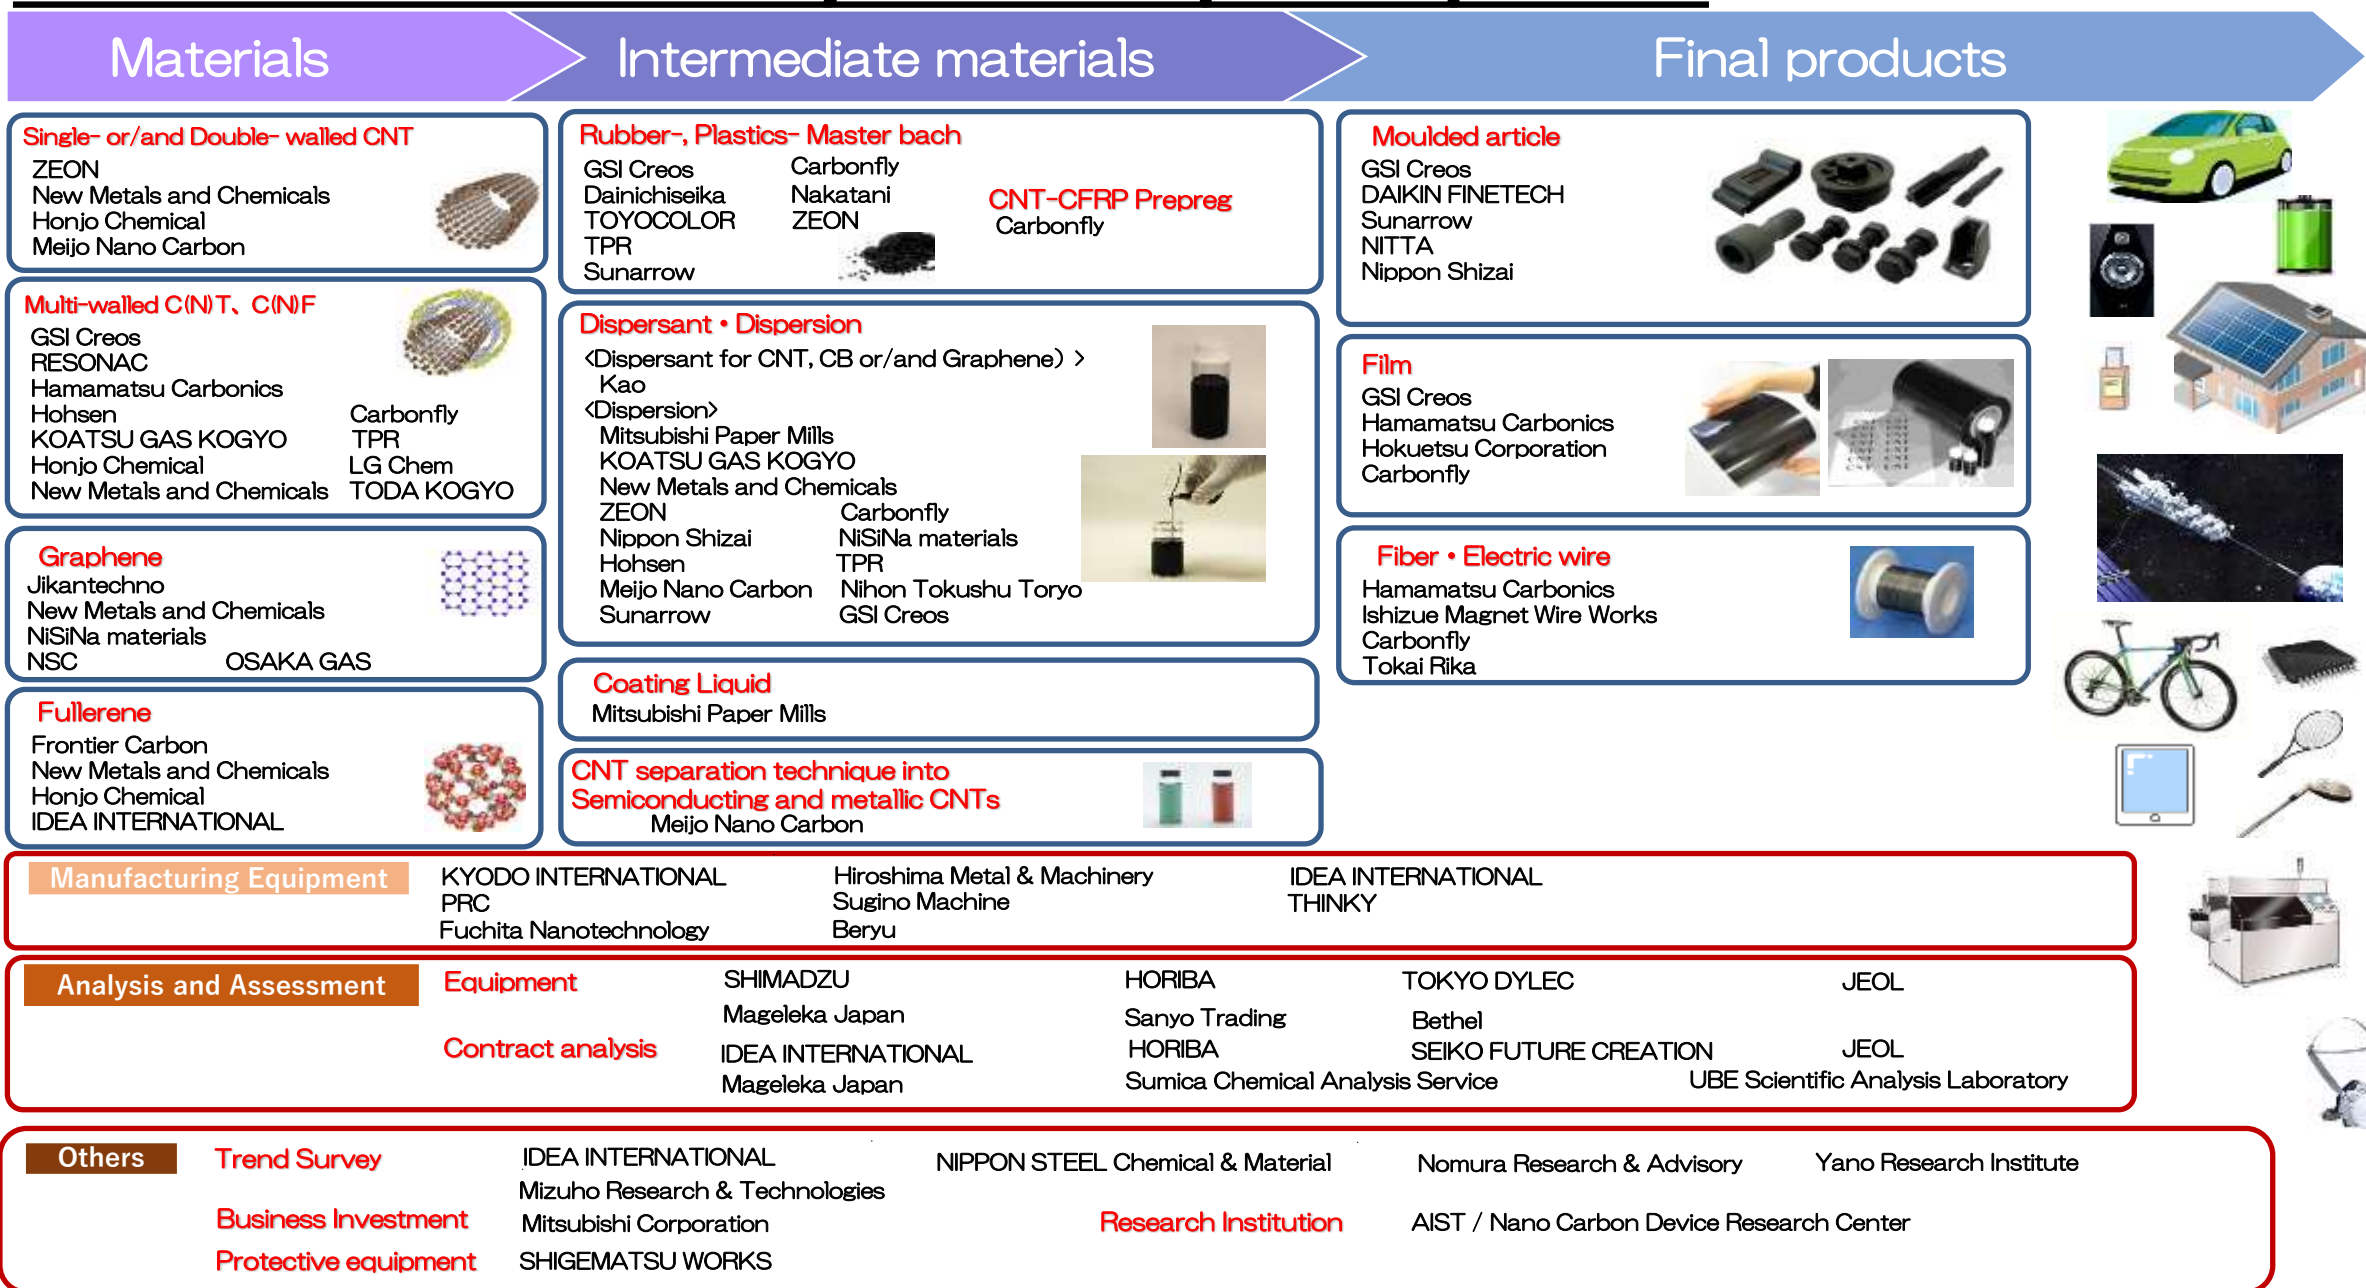 Materials
Intermediate materials
Final products
Single- or/and Double- walled CNT
ZEON
New Metals and Chemicals
Honjo Chemical
Meijo Nano Carbon
Multi-walled C(N)T、C(N)F
GSI Creos
RESONAC
Hamamatsu Carbonics
Hohsen
KOATSU GAS KOGYO
Honjo Chemical
New Metals and Chemicals
Carbonfly
TPR
LG Chem
TODA KOGYO
Graphene
Jikantechno
New Metals and Chemicals
NiSiNa materials
NSC OSAKA GAS
Fullerene
Frontier Carbon
New Metals and Chemicals
Honjo Chemical
IDEA INTERNATIONAL
Rubber-, Plastics- Master bach
GSI Creos
Dainichiseika
TOYOCOLOR
TPR
Sunarrow
Carbonfly
Nakatani
ZEON
CNT-CFRP Prepreg
Carbonfly
Dispersant・Dispersion
<Dispersant for CNT, CB or/and Graphene) >
Kao
<Dispersion>
Mitsubishi Paper Mills
KOATSU GAS KOGYO
New Metals and Chemicals
ZEON
Nippon Shizai
Hohsen
Meijo Nano Carbon
Sunarrow
Carbonfly
NiSiNa materials
TPR
Nihon Tokushu Toryo
GSI Creos
Coating Liquid
Mitsubishi Paper Mills
CNT separation technique into
Semiconducting and metallic CNTs
Meijo Nano Carbon
Moulded article
GSI Creos
DAIKIN FINETECH
Sunarrow
NITTA
Nippon Shizai
Film
GSI Creos
Hamamatsu Carbonics
Hokuetsu Corporation
Carbonfly
Fiber・Electric wire
Hamamatsu Carbonics
Ishizue Magnet Wire Works
Carbonfly
Tokai Rika
Manufacturing Equipment
KYODO INTERNATIONAL
PRC
Fuchita Nanotechnology
Hiroshima Metal & Machinery
Sugino Machine
Beryu
IDEA INTERNATIONAL
THINKY
Analysis and Assessment
Equipment
SHIMADZU HORIBA TOKYO DYLEC JEOL
Mageleka Japan Sanyo Trading Bethel
Contract analysis
IDEA INTERNATIONAL HORIBA SEIKO FUTURE CREATION JEOL
Mageleka Japan Sumica Chemical Analysis Service UBE Scientific Analysis Laboratory
Others
Trend Survey
IDEA INTERNATIONAL NIPPON STEEL Chemical & Material Nomura Research & Advisory Yano Research Institute
Mizuho Research & Technologies
Business Investment Mitsubishi Corporation
Research Institution AIST / Nano Carbon Device Research Center
Protective equipment SHIGEMATSU WORKS